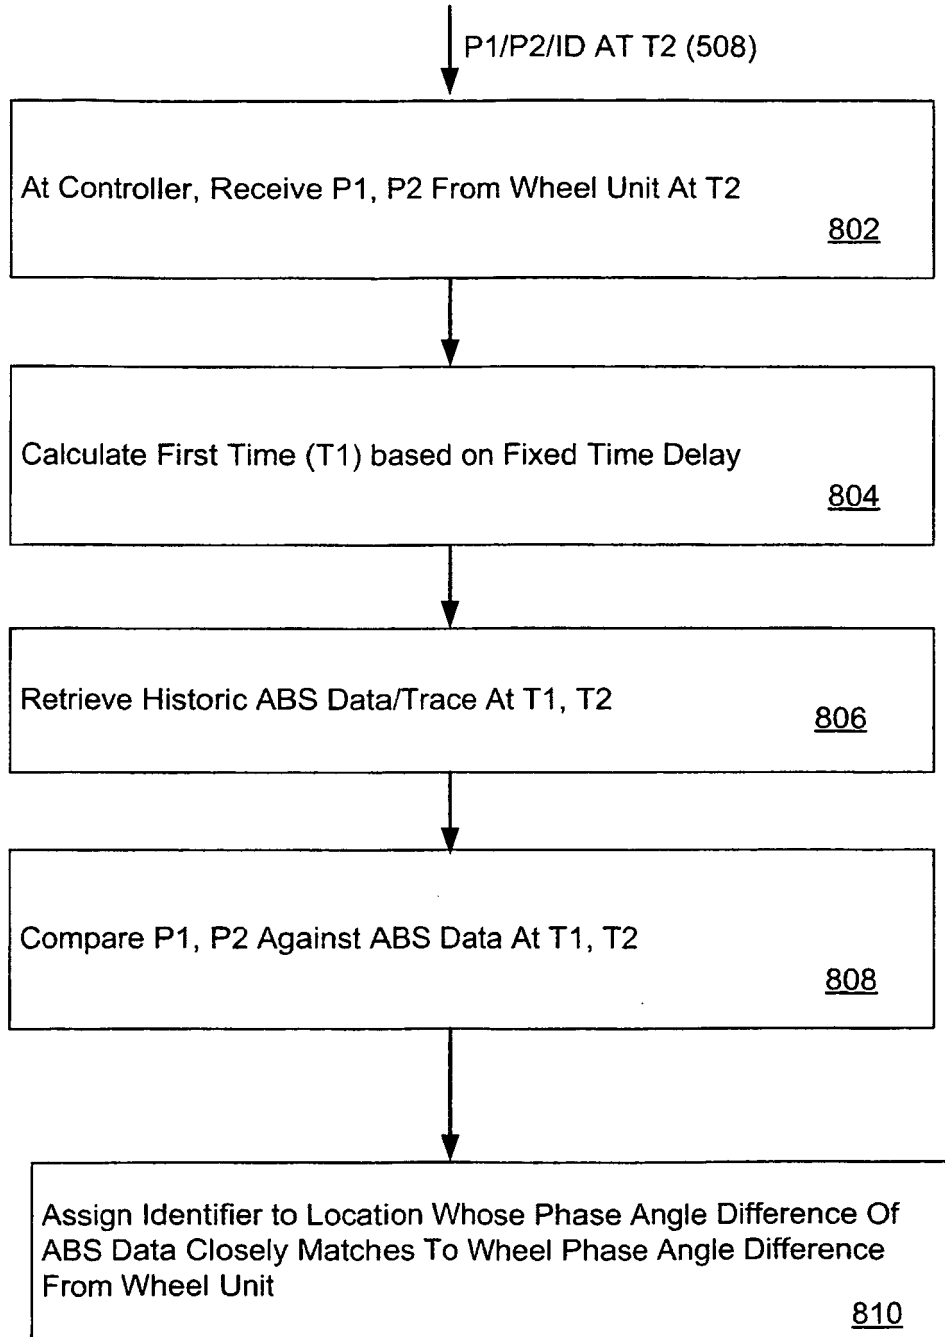 P1/P2/ID AT T2 (508)
At Controller, Receive P1, P2 From Wheel Unit At T2
802
Calculate First Time (T1) based on Fixed Time Delay
804
Retrieve Historic ABS Data/Trace At T1, T2
806
Compare P1, P2 Against ABS Data At T1, T2
808
Assign Identifier to Location Whose Phase Angle Difference Of
ABS Data Closely Matches To Wheel Phase Angle Difference
From Wheel Unit
810